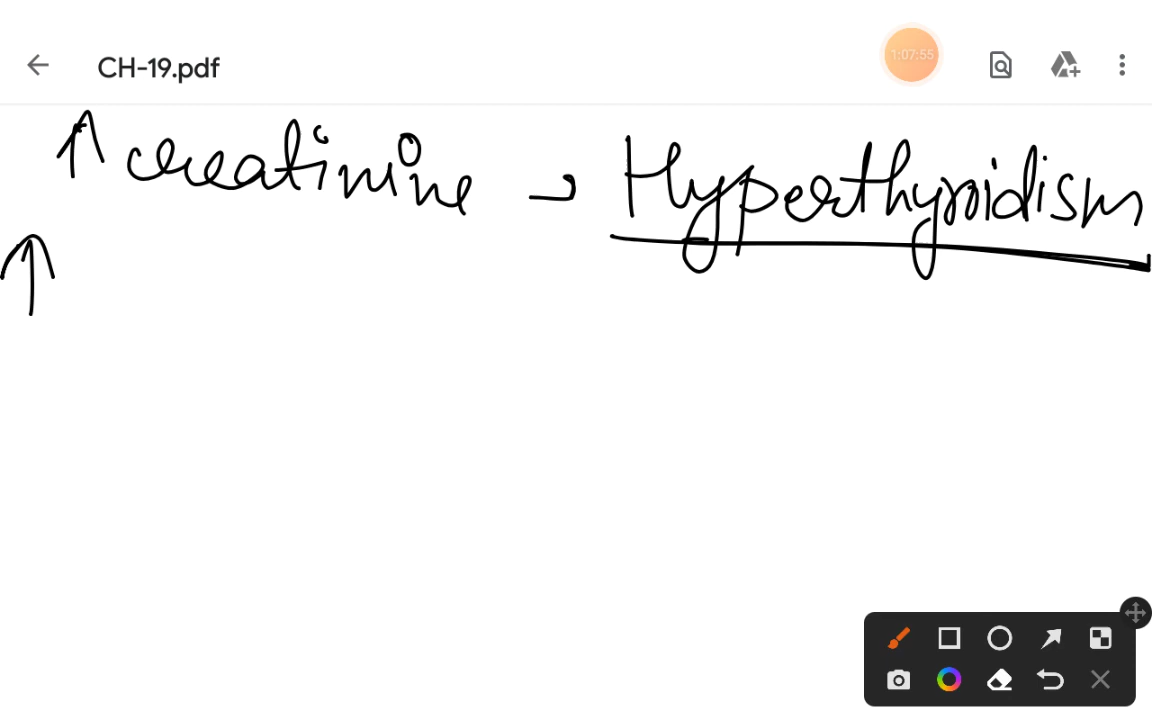 CH-19.pdf
1:07:55
↑ creatinine → Hyperthyroidism
↑